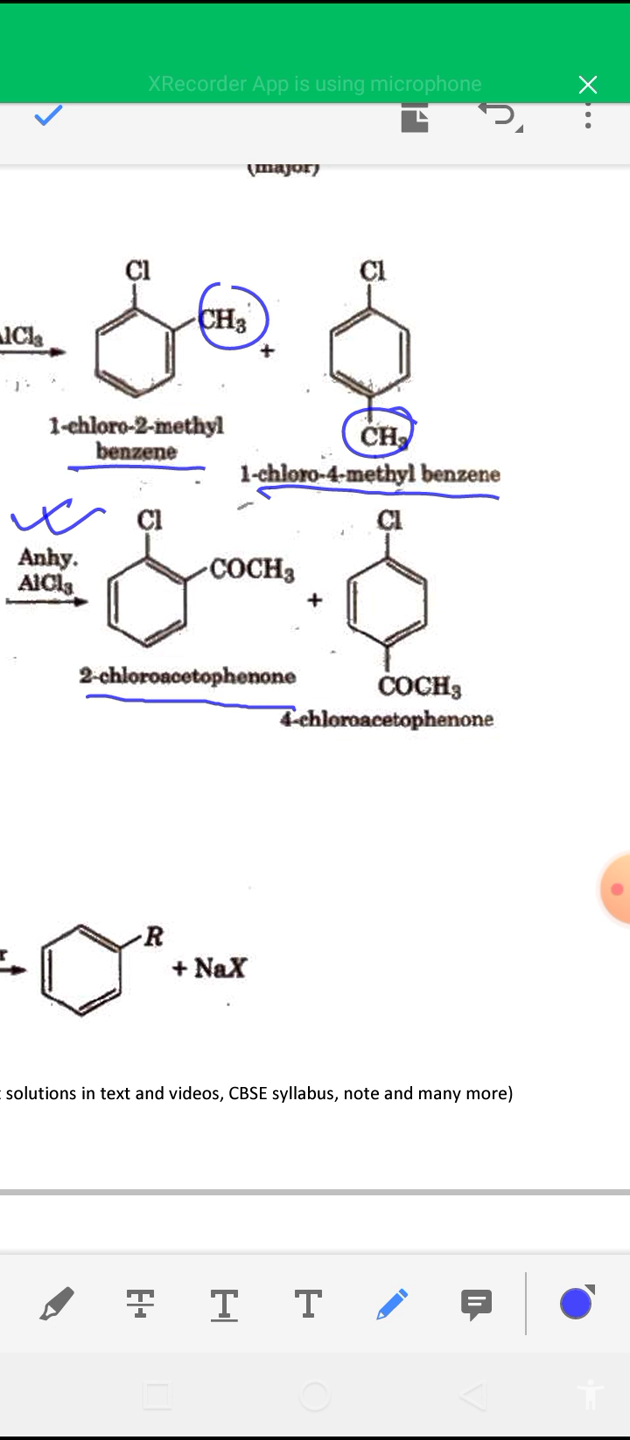 XRecorder App is using microphone
(major)
Cl
Cl
AlCl3
CH3
+
1-chloro-2-methyl
benzene
CH3
1-chloro-4-methyl benzene
Cl
Cl
Anhy.
AlCl3
COCH3
+
2-chloroacetophenone
COCH3
4-chloroacetophenone
R
+ NaX
solutions in text and videos, CBSE syllabus, note and many more)
T
T
T